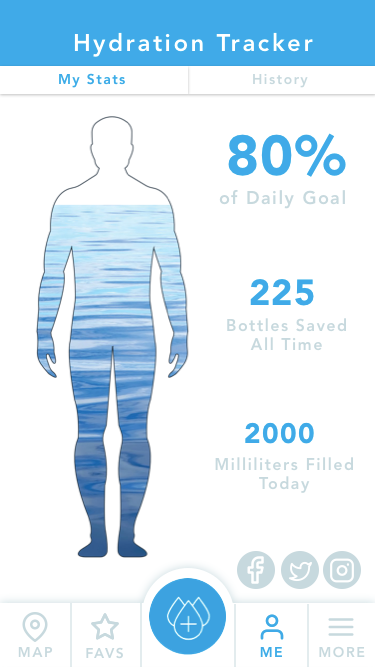 Hydration Tracker
My Stats
History
80%
of Daily Goal
225
Bottles Saved
All Time
2000
Milliliters Filled
Today
MAP
FAVS
ME
MORE